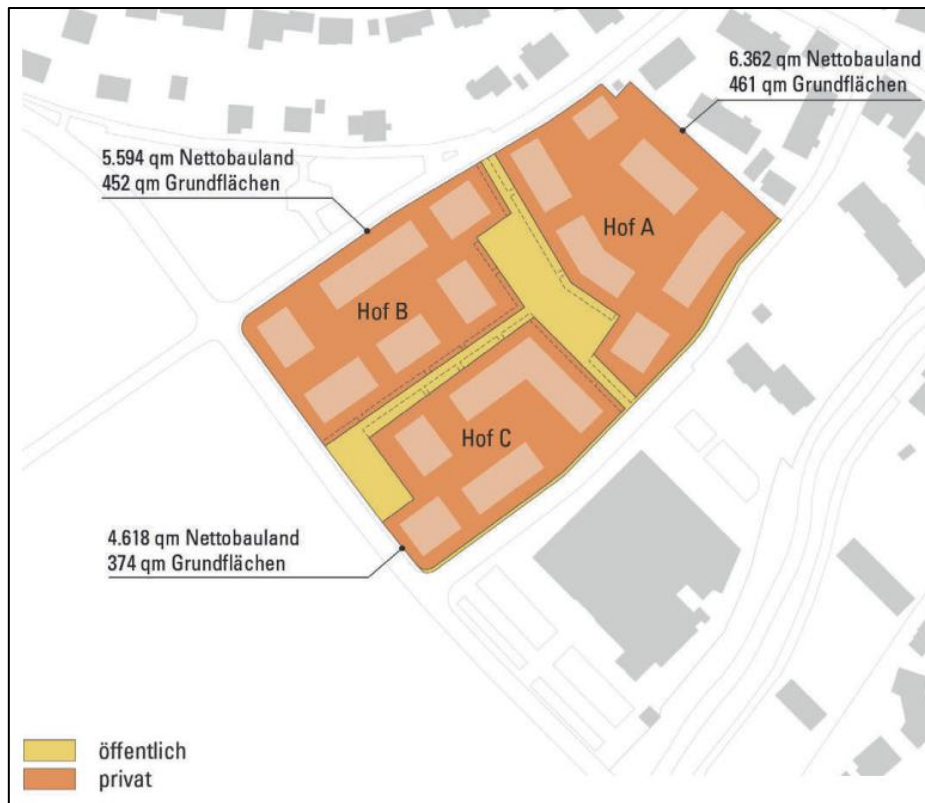 6.362 qm Nettobauland
461 qm Grundflächen
5.594 qm Nettobauland
452 qm Grundflächen
Hof A
Hof B
Hof C
4.618 qm Nettobauland
374 qm Grundflächen
öffentlich
privat